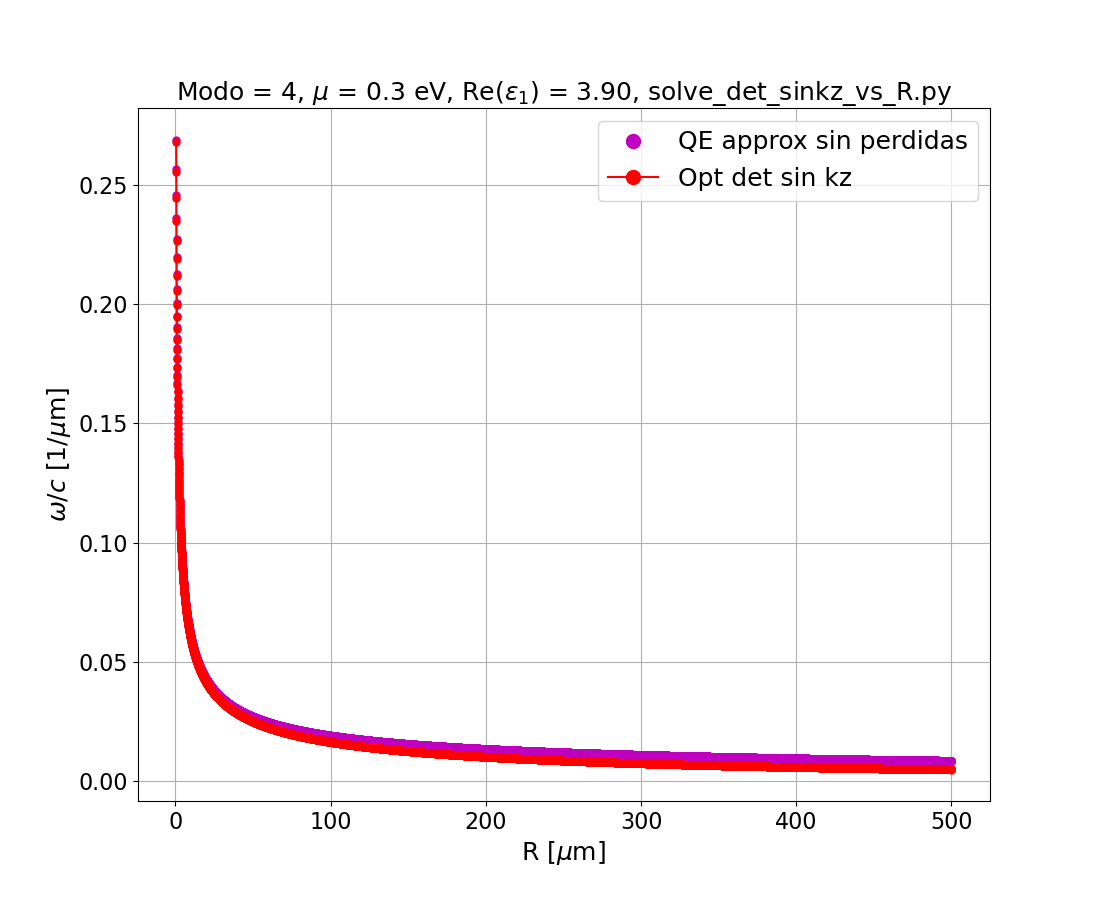 Modo = 4, μ = 0.3 eV, Re(ε₁) = 3.90, solve_det_sinkz_vs_R.py
QE approx sin perdidas
Opt det sin kz
ω/c [1/μm]
0.25
0.20
0.15
0.10
0.05
0.00
0 100 200 300 400 500
R [μm]